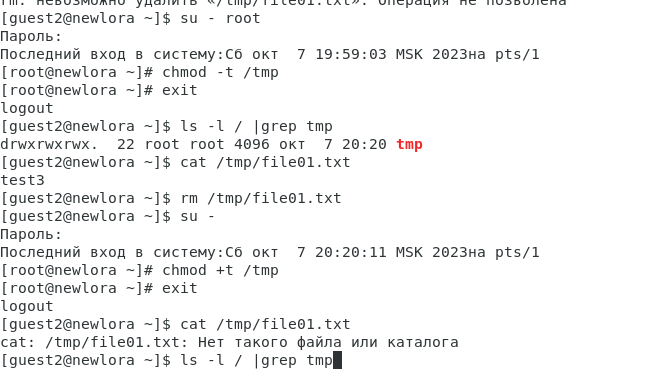 rm: невозможно удалить «/tmp/file01.txt»: Операция не позволена
[guest2@newlora ~]$ su - root
Пароль:
Последний вход в систему:Сб окт  7 19:59:03 MSK 2023на pts/1
[root@newlora ~]# chmod -t /tmp
[root@newlora ~]# exit
logout
[guest2@newlora ~]$ ls -l / |grep tmp
drwxrwxrwx.  22 root root 4096 окт  7 20:20 tmp
[guest2@newlora ~]$ cat /tmp/file01.txt
test3
[guest2@newlora ~]$ rm /tmp/file01.txt
[guest2@newlora ~]$ su -
Пароль:
Последний вход в систему:Сб окт  7 20:20:11 MSK 2023на pts/1
[root@newlora ~]# chmod +t /tmp
[root@newlora ~]# exit
logout
[guest2@newlora ~]$ cat /tmp/file01.txt
cat: /tmp/file01.txt: Нет такого файла или каталога
[guest2@newlora ~]$ ls -l / |grep tmp